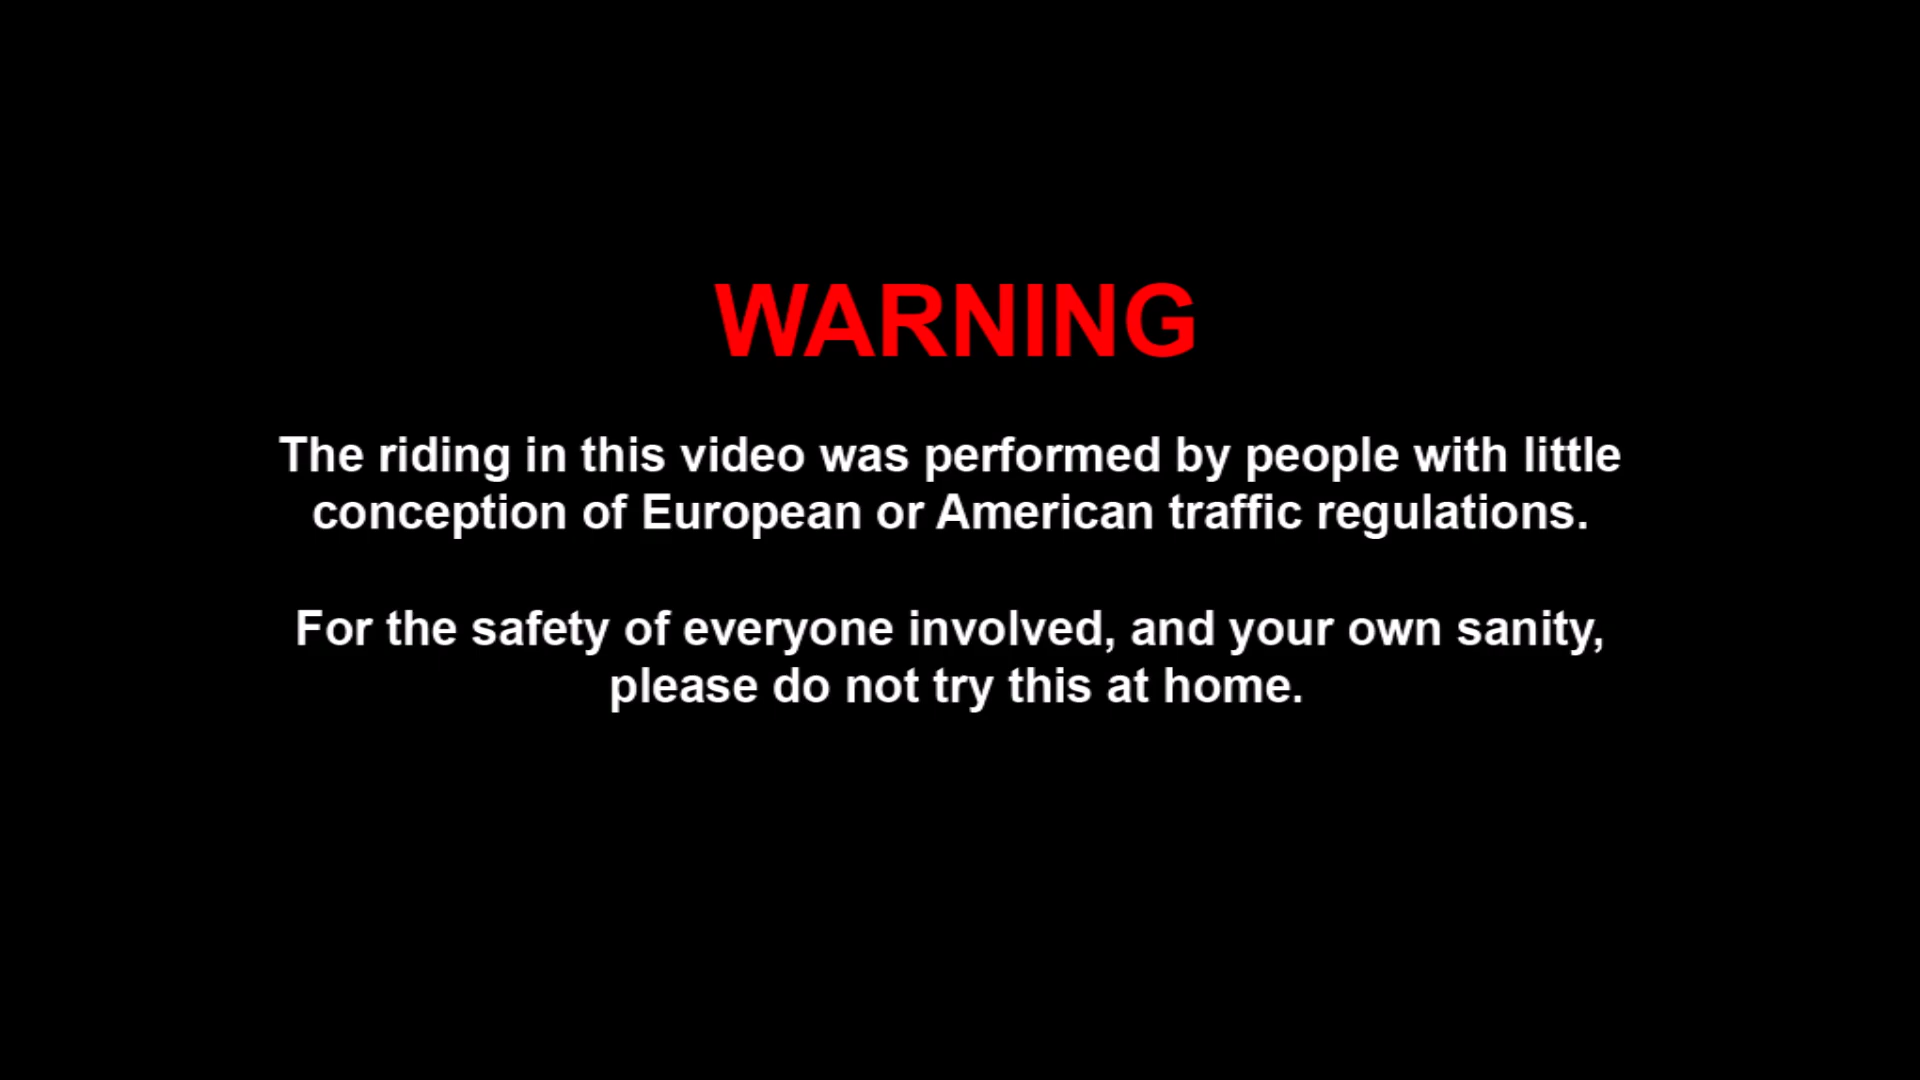 WARNING
The riding in this video was performed by people with little
conception of European or American traffic regulations.
For the safety of everyone involved, and your own sanity,
please do not try this at home.